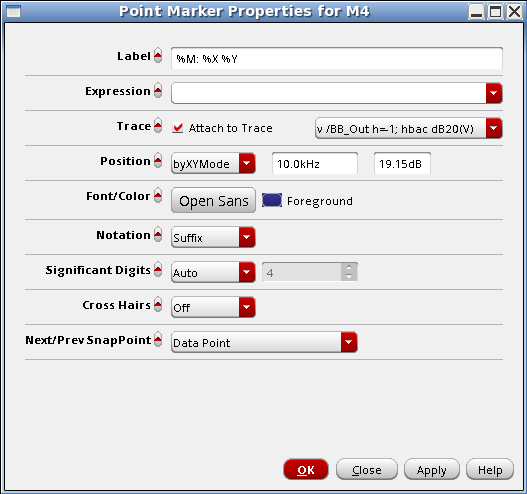 Point Marker Properties for M4
Label %M: %X %Y
Expression
Trace Attach to Trace v /BB_Out h=-1; hbac dB20(V)
Position byXYMode 10.0kHz 19.15dB
Font/Color Open Sans Foreground
Notation Suffix
Significant Digits Auto 4
Cross Hairs Off
Next/Prev SnapPoint Data Point
OK Close Apply Help